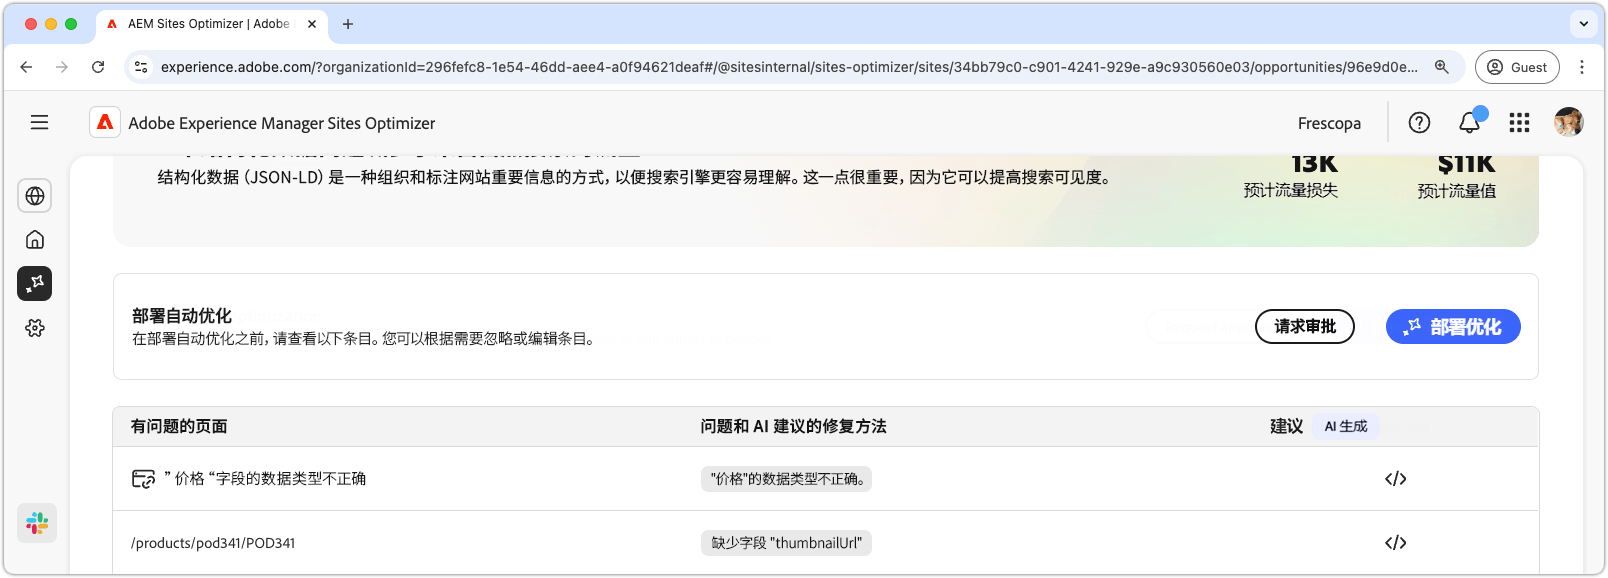 AEM Sites Optimizer | Adobe
experience.adobe.com/?organizationId=296fefc8-1e54-46dd-aee4-a0f94621deaf#/@sitesinternal/sites-optimizer/sites/34bb79c0-c901-4241-929e-a9c930560e03/opportunities/96e9d0e...
Guest
Adobe Experience Manager Sites Optimizer
Frescopa
13K
$11K
结构化数据（JSON-LD）是一种组织和标注网站重要信息的方式，以便搜索引擎更容易理解。这一点很重要，因为它可以提高搜索可见度。
预计流量损失
预计流量值
部署自动优化
在部署自动优化之前，请查看以下条目。您可以根据需要忽略或编辑条目。
请求审批
部署优化
有问题的页面
问题和 AI 建议的修复方法
建议
AI 生成
” 价格 “字段的数据类型不正确
"价格"的数据类型不正确。
/products/pod341/POD341
缺少字段 "thumbnailUrl"